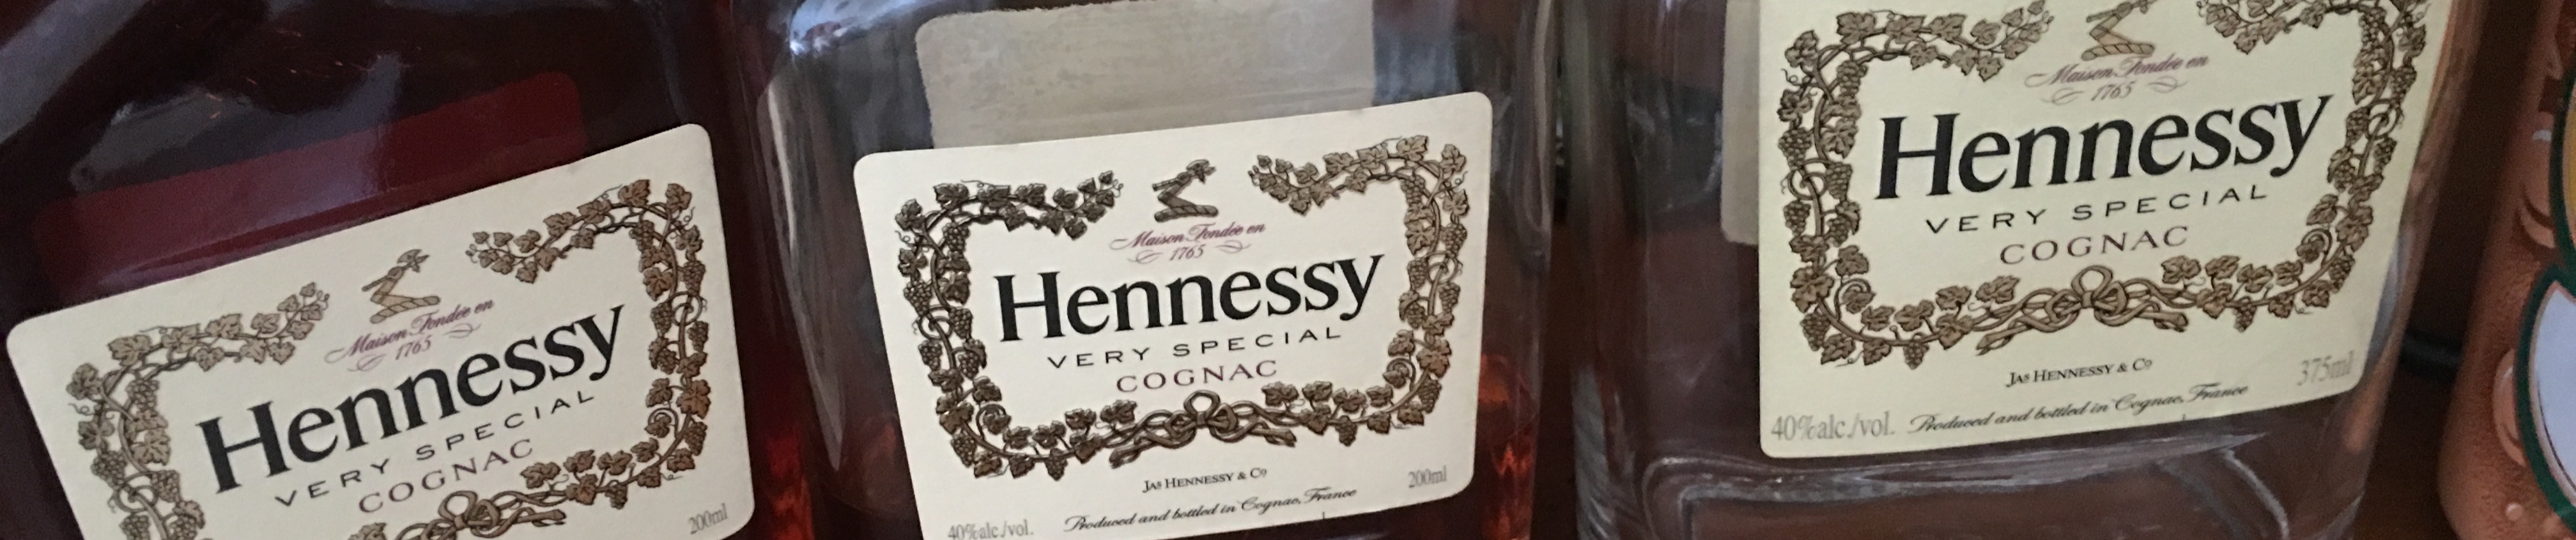 Maison Fondée en
1765
Hennessy
VERY SPECIAL
COGNAC
200ml
Maison Fondée en
1765
Hennessy
VERY SPECIAL
COGNAC
JAS HENNESSY & Co
200ml
40%alc./vol. Produced and bottled in Cognac, France
Maison Fondée en
1765
Hennessy
VERY SPECIAL
COGNAC
JAS HENNESSY & Co
375ml
40%alc./vol. Produced and bottled in Cognac, France